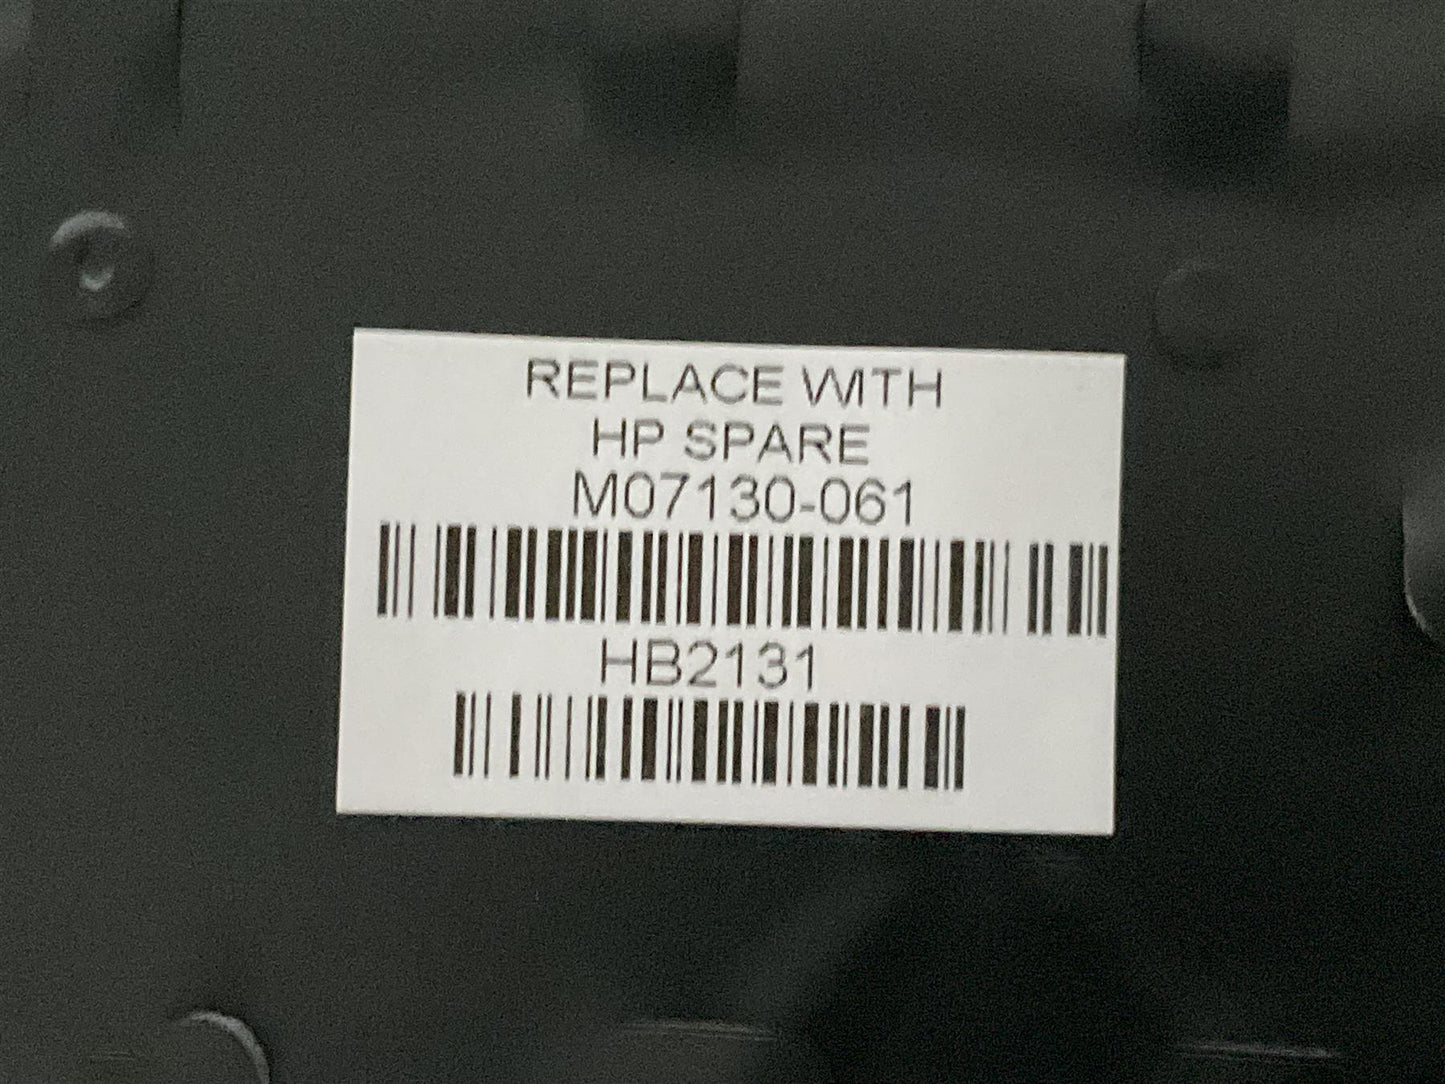 REPLACE WITH
HP SPARE
M07130-061
HB2131